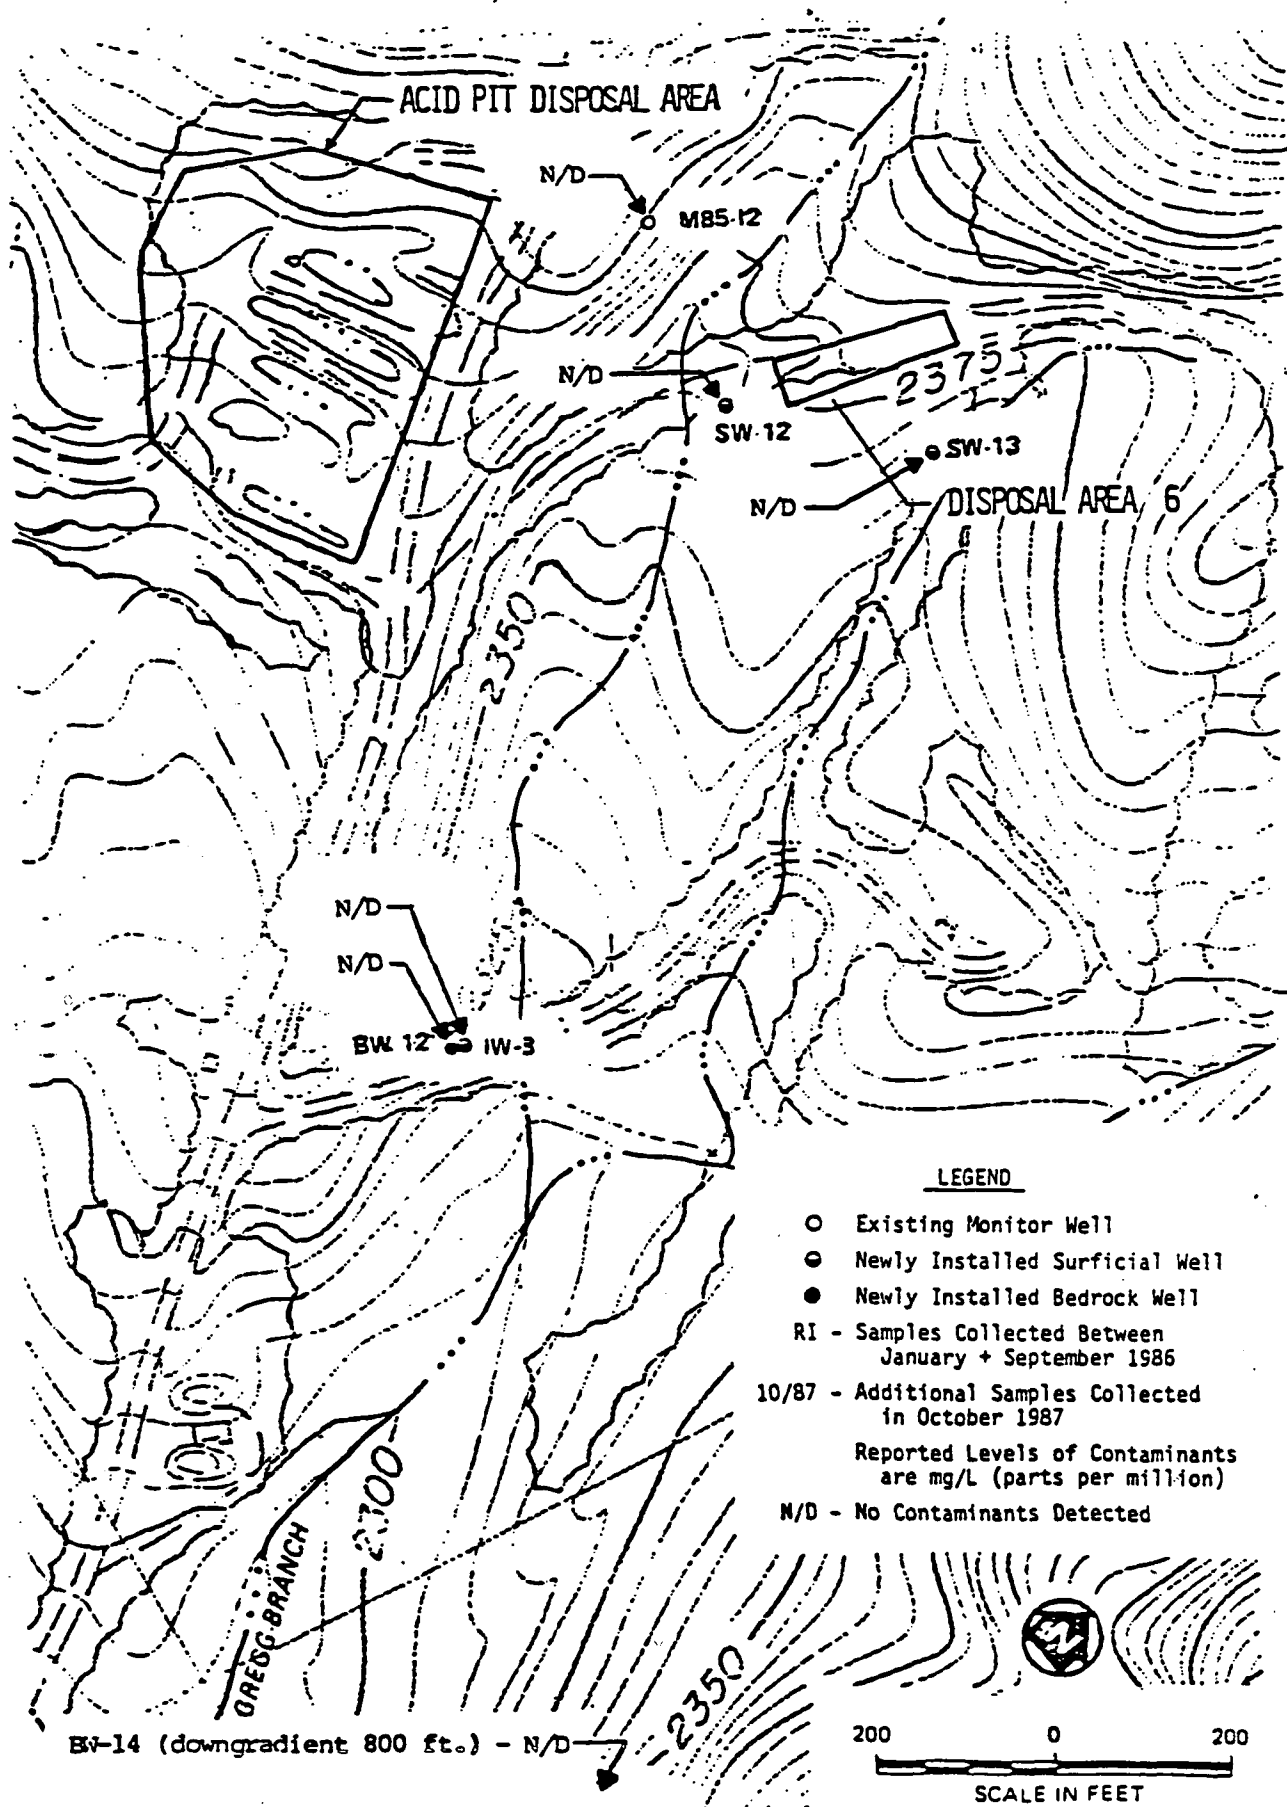 ACID PIT DISPOSAL AREA
N/D
M85-12
N/D
2375
SW-12
SW-13
N/D
DISPOSAL AREA 6
2350
N/D
N/D
BW 12
IW-3
LEGEND
Existing Monitor Well
Newly Installed Surficial Well
Newly Installed Bedrock Well
RI - Samples Collected Between
January + September 1986
10/87 - Additional Samples Collected
in October 1987
Reported Levels of Contaminants
are mg/L (parts per million)
N/D - No Contaminants Detected
2300
BRANCH
2350
BW-14 (downgradient 800 ft.) - N/D
200 0 200
SCALE IN FEET